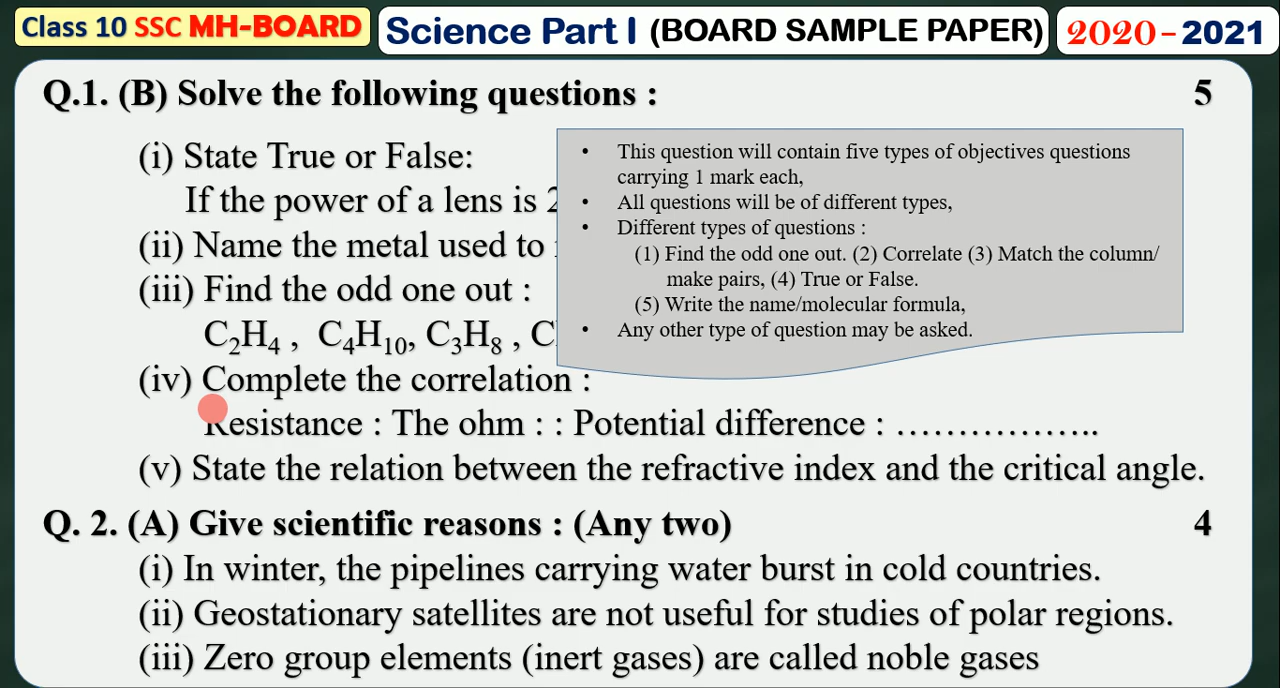 Class 10 SSC MH-BOARD Science Part I (BOARD SAMPLE PAPER) 2020-2021
Q.1. (B) Solve the following questions : 5
(i) State True or False:
If the power of a lens is
(ii) Name the metal used to
(iii) Find the odd one out :
C₂H₄ , C₄H₁₀, C₃H₈ ,
• This question will contain five types of objectives questions
carrying 1 mark each,
• All questions will be of different types,
• Different types of questions :
(1) Find the odd one out. (2) Correlate (3) Match the column/
make pairs, (4) True or False.
(5) Write the name/molecular formula,
• Any other type of question may be asked.
(iv) Complete the correlation :
Resistance : The ohm : : Potential difference : ……………..
(v) State the relation between the refractive index and the critical angle.
Q. 2. (A) Give scientific reasons : (Any two) 4
(i) In winter, the pipelines carrying water burst in cold countries.
(ii) Geostationary satellites are not useful for studies of polar regions.
(iii) Zero group elements (inert gases) are called noble gases